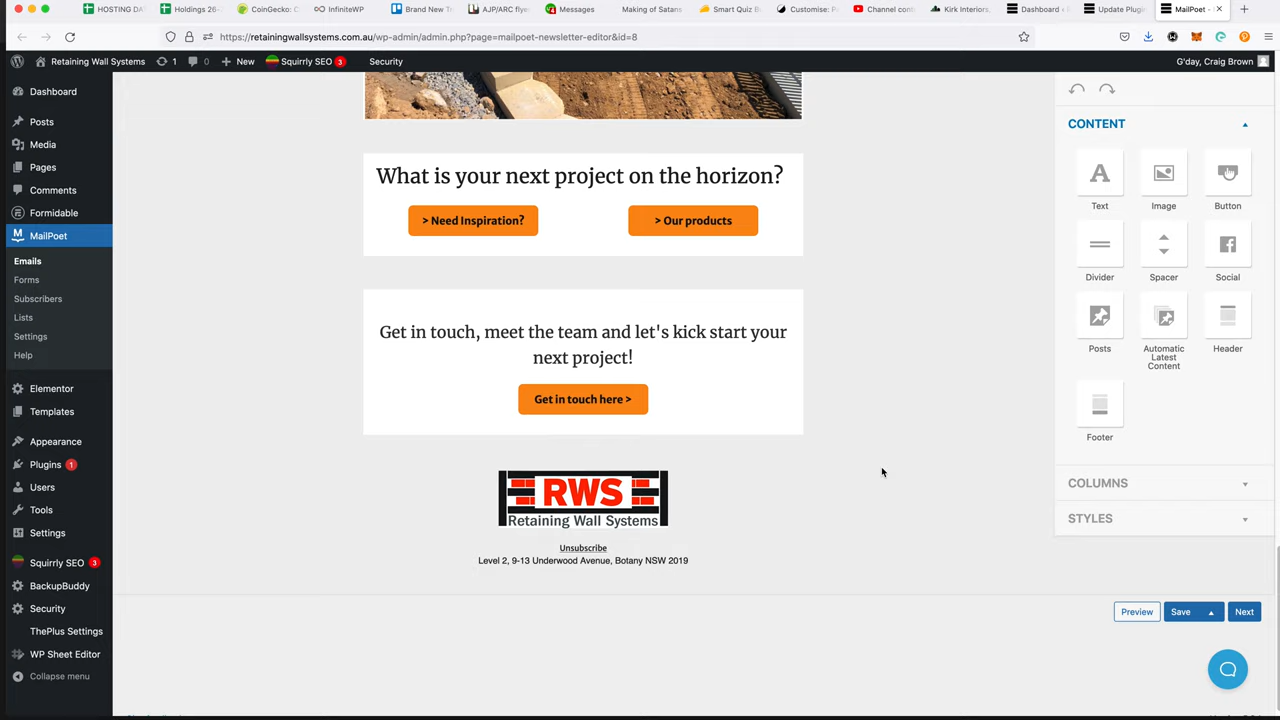 HOSTING DA
Holdings 26-
CoinGecko: C
InfiniteWP
Brand New Tr
AJP/ARC flyer
Messages
Making of Satans
Smart Quiz B
Customise: P
Channel cont
Kirk Interiors,
Dashboard ‹
Update Plugin
MailPoet -
https://retainingwallsystems.com.au/wp-admin/admin.php?page=mailpoet-newsletter-editor&id=8
Retaining Wall Systems
1
0
New
Squirrly SEO 3
Security
G'day, Craig Brown
Dashboard
Posts
Media
Pages
Comments
Formidable
MailPoet
Emails
Forms
Subscribers
Lists
Settings
Help
Elementor
Templates
Appearance
Plugins 1
Users
Tools
Settings
Squirrly SEO 3
BackupBuddy
Security
ThePlus Settings
WP Sheet Editor
Collapse menu
What is your next project on the horizon?
> Need Inspiration?
> Our products
Get in touch, meet the team and let's kick start your
next project!
Get in touch here >
RWS
Retaining Wall Systems
Unsubscribe
Level 2, 9-13 Underwood Avenue, Botany NSW 2019
CONTENT
Text
Image
Button
Divider
Spacer
Social
Posts
Automatic
Latest
Content
Header
Footer
COLUMNS
STYLES
Preview
Save
Next